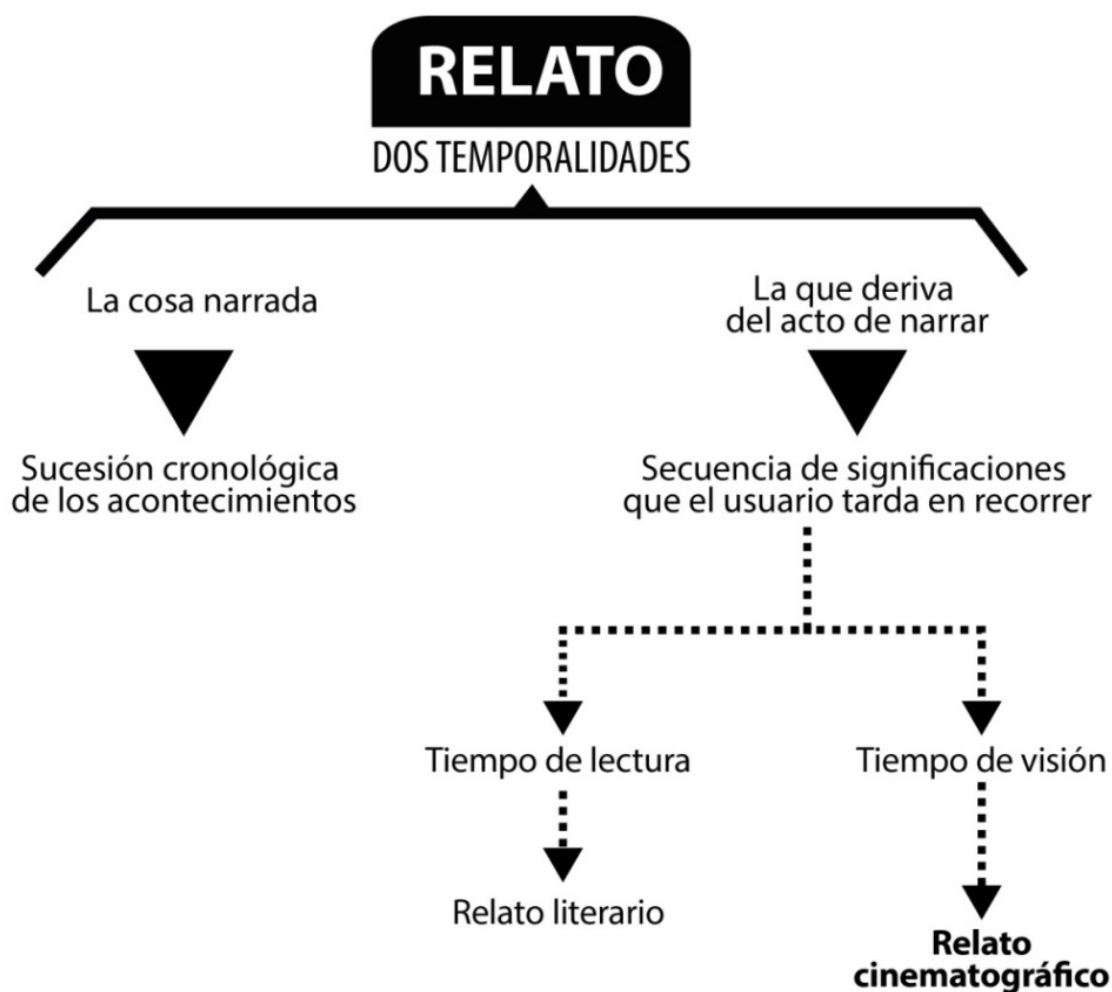 RELATO
DOS TEMPORALIDADES
La cosa narrada
La que deriva
del acto de narrar
Sucesión cronológica
de los acontecimientos
Secuencia de significaciones
que el usuario tarda en recorrer
Tiempo de lectura
Tiempo de visión
Relato literario
Relato
cinematográfico